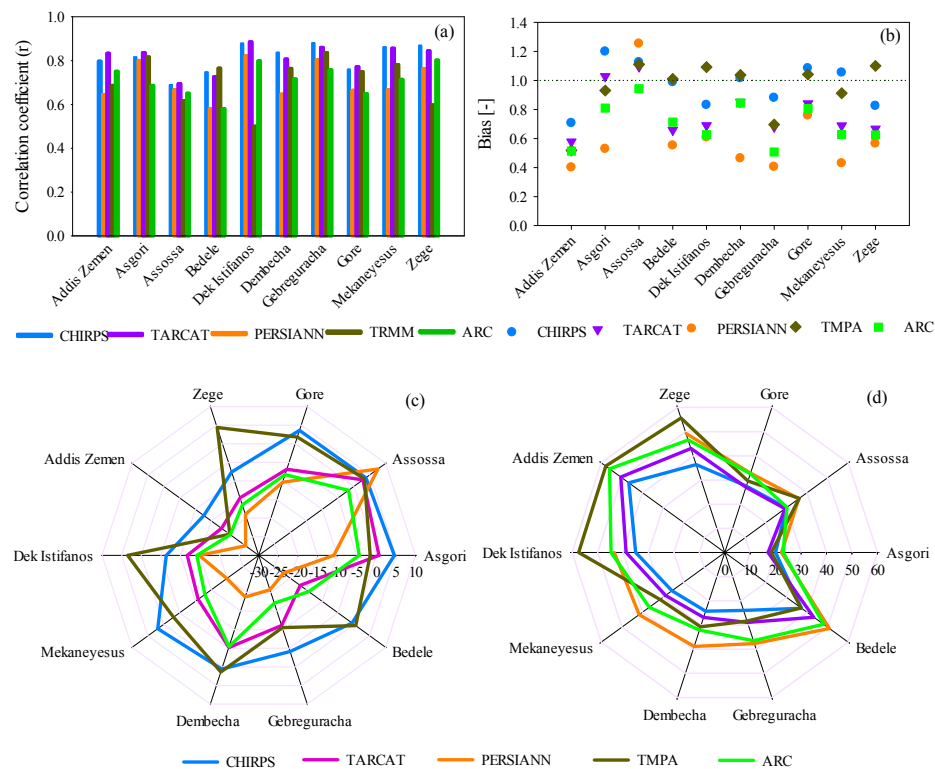 (a)
Correlation coefficient (r)
1.0
0.8
0.6
0.4
0.2
0.0
Addis Zemen
Asgori
Assossa
Bedele
Dek Istifanos
Dembecha
Gebreguracha
Gore
Mekaneyesus
Zege
CHIRPS TARCAT PERSIANN TRMM ARC
(b)
Bias [-]
1.4
1.2
1.0
0.8
0.6
0.4
0.2
0.0
Addis Zemen
Asgori
Assossa
Bedele
Dek Istifanos
Dembecha
Gebreguracha
Gore
Mekaneyesus
Zege
CHIRPS TARCAT PERSIANN TMPA ARC
(c)
Zege
Gore
Addis Zemen
Assossa
Dek Istifanos
Asgori
-30 -25 -20 -15 -10 -5 0 5 10
Mekaneyesus
Bedele
Dembecha
Gebreguracha
(d)
Zege
Gore
Addis Zemen
Assossa
Dek Istifanos
Asgori
0 10 20 30 40 50 60
Mekaneyesus
Bedele
Dembecha
Gebreguracha
CHIRPS TARCAT PERSIANN TMPA ARC